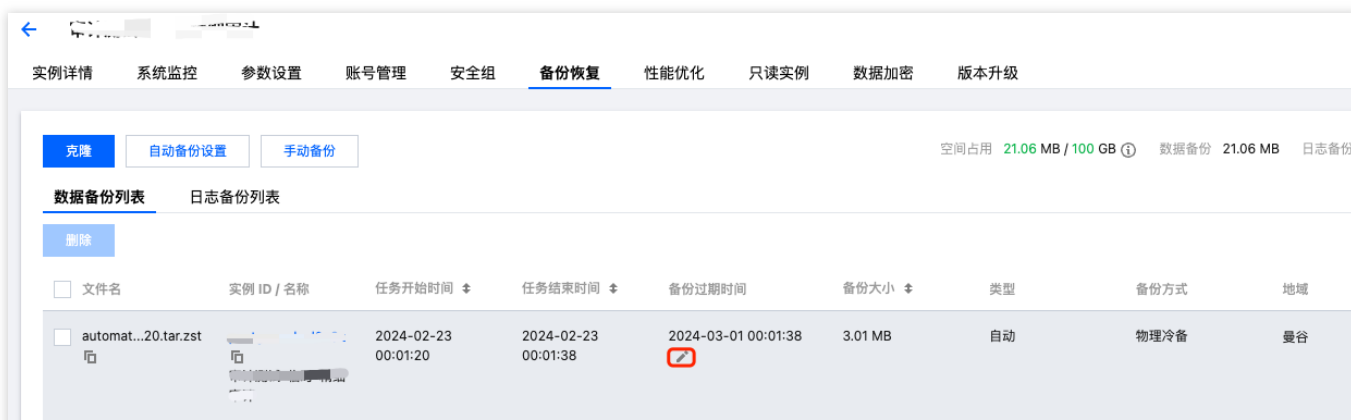 实例详情 系统监控 参数设置 账号管理 安全组 备份恢复 性能优化 只读实例 数据加密 版本升级
克隆 自动备份设置 手动备份 空间占用 21.06 MB / 100 GB 数据备份 21.06 MB 日志备份
数据备份列表 日志备份列表
删除
文件名 实例 ID / 名称 任务开始时间 任务结束时间 备份过期时间 备份大小 类型 备份方式 地域
automat...20.tar.zst 2024-02-23 2024-02-23 2024-03-01 00:01:38 3.01 MB 自动 物理冷备 曼谷
00:01:20 00:01:38